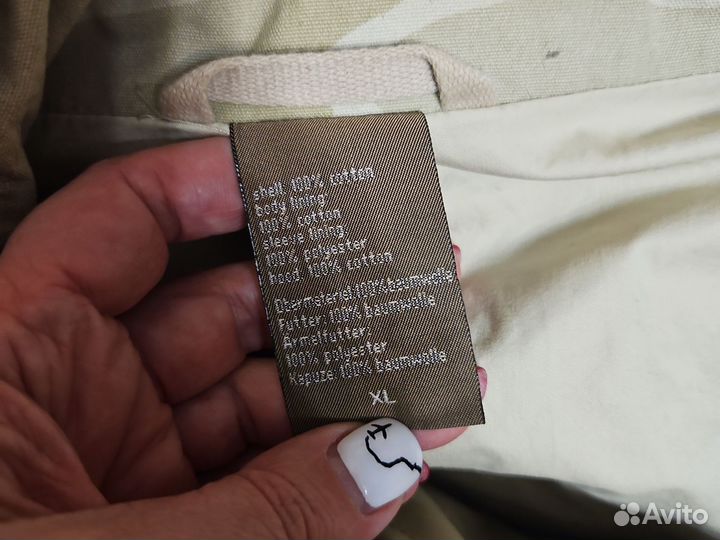 shell 100% cotton
body lining:
100% cotton
sleeve lining:
100% polyester
hood 100% cotton
Obermaterial:100%baumwolle
Futter: 100% baumwolle
Armelfutter:
100% polyester
Kapuze 100% baumwolle
XL
Avito